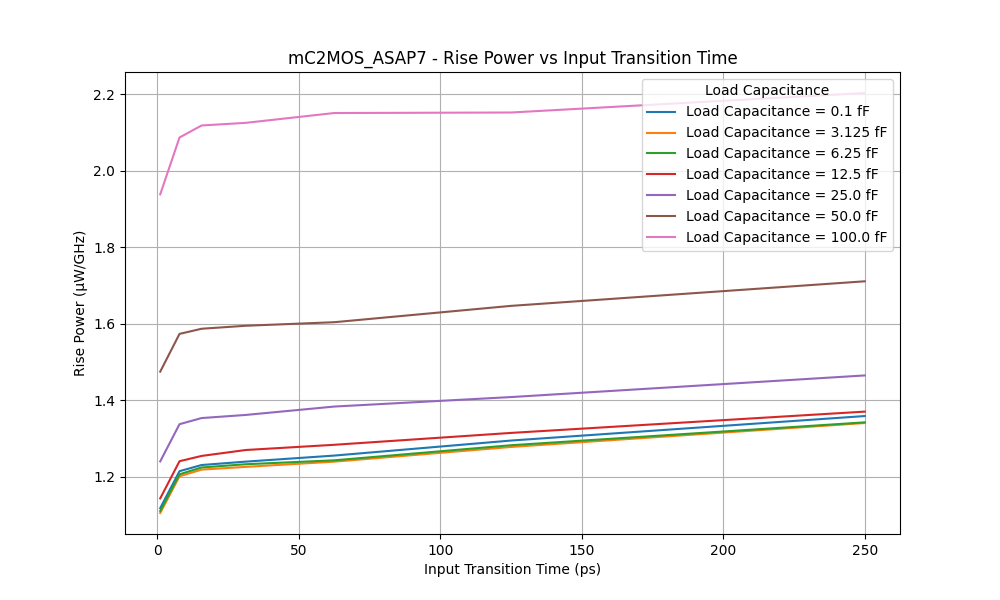 mC2MOS_ASAP7 - Rise Power vs Input Transition Time
Rise Power (μW/GHz)
2.2
2.0
1.8
1.6
1.4
1.2
Load Capacitance
Load Capacitance = 0.1 fF
Load Capacitance = 3.125 fF
Load Capacitance = 6.25 fF
Load Capacitance = 12.5 fF
Load Capacitance = 25.0 fF
Load Capacitance = 50.0 fF
Load Capacitance = 100.0 fF
0 50 100 150 200 250
Input Transition Time (ps)